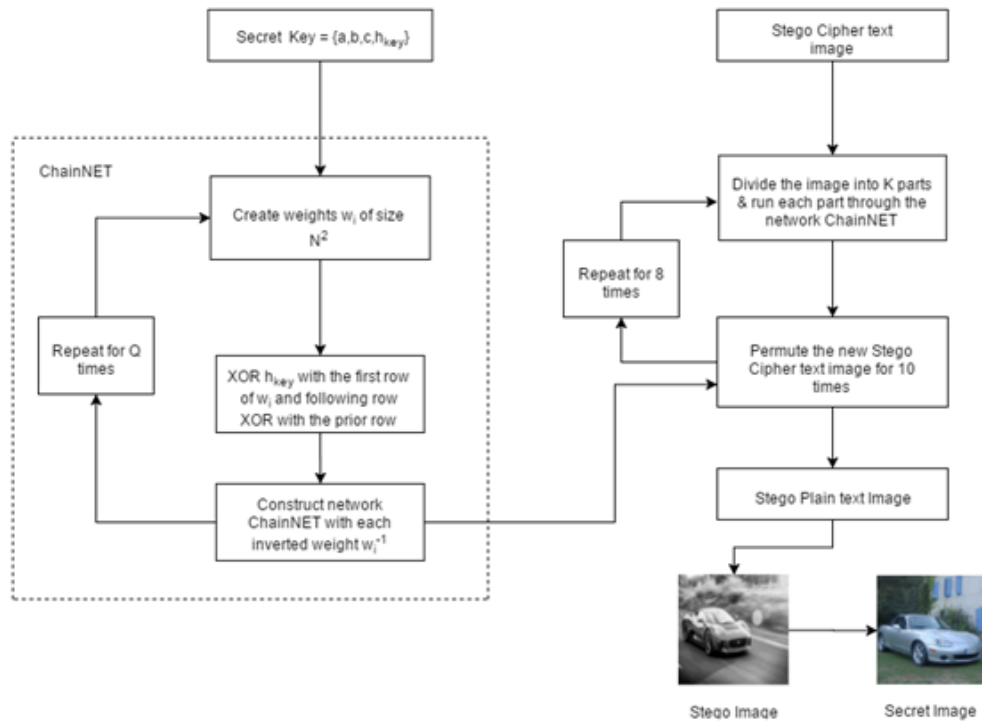 Secret Key = {a,b,c,hkey}
Stego Cipher text
image
ChainNET
Create weights wi of size
N2
Divide the image into K parts
& run each part through the
network ChainNET
Repeat for 8
times
Repeat for Q
times
XOR hkey with the first row
of wi and following row
XOR with the prior row
Permute the new Stego
Cipher text image for 10
times
Construct network
ChainNET with each
inverted weight wi-1
Stego Plain text Image
Stego Image
Secret Image